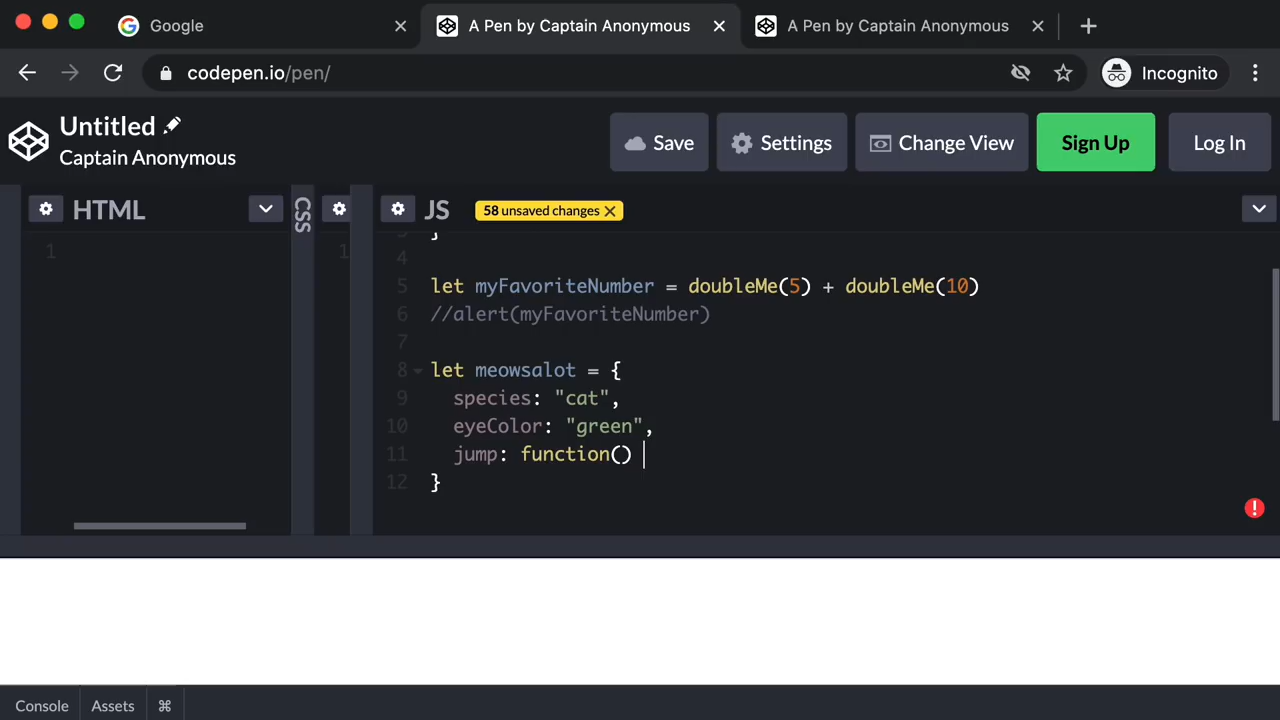 Google
A Pen by Captain Anonymous
A Pen by Captain Anonymous
codepen.io/pen/
Incognito
Untitled
Captain Anonymous
Save
Settings
Change View
Sign Up
Log In
HTML
CSS
JS
58 unsaved changes
1
1
3 }
4
5 let myFavoriteNumber = doubleMe(5) + doubleMe(10)
6 //alert(myFavoriteNumber)
7
8 let meowsalot = {
9 species: "cat",
10 eyeColor: "green",
11 jump: function()
12 }
Console
Assets
⌘